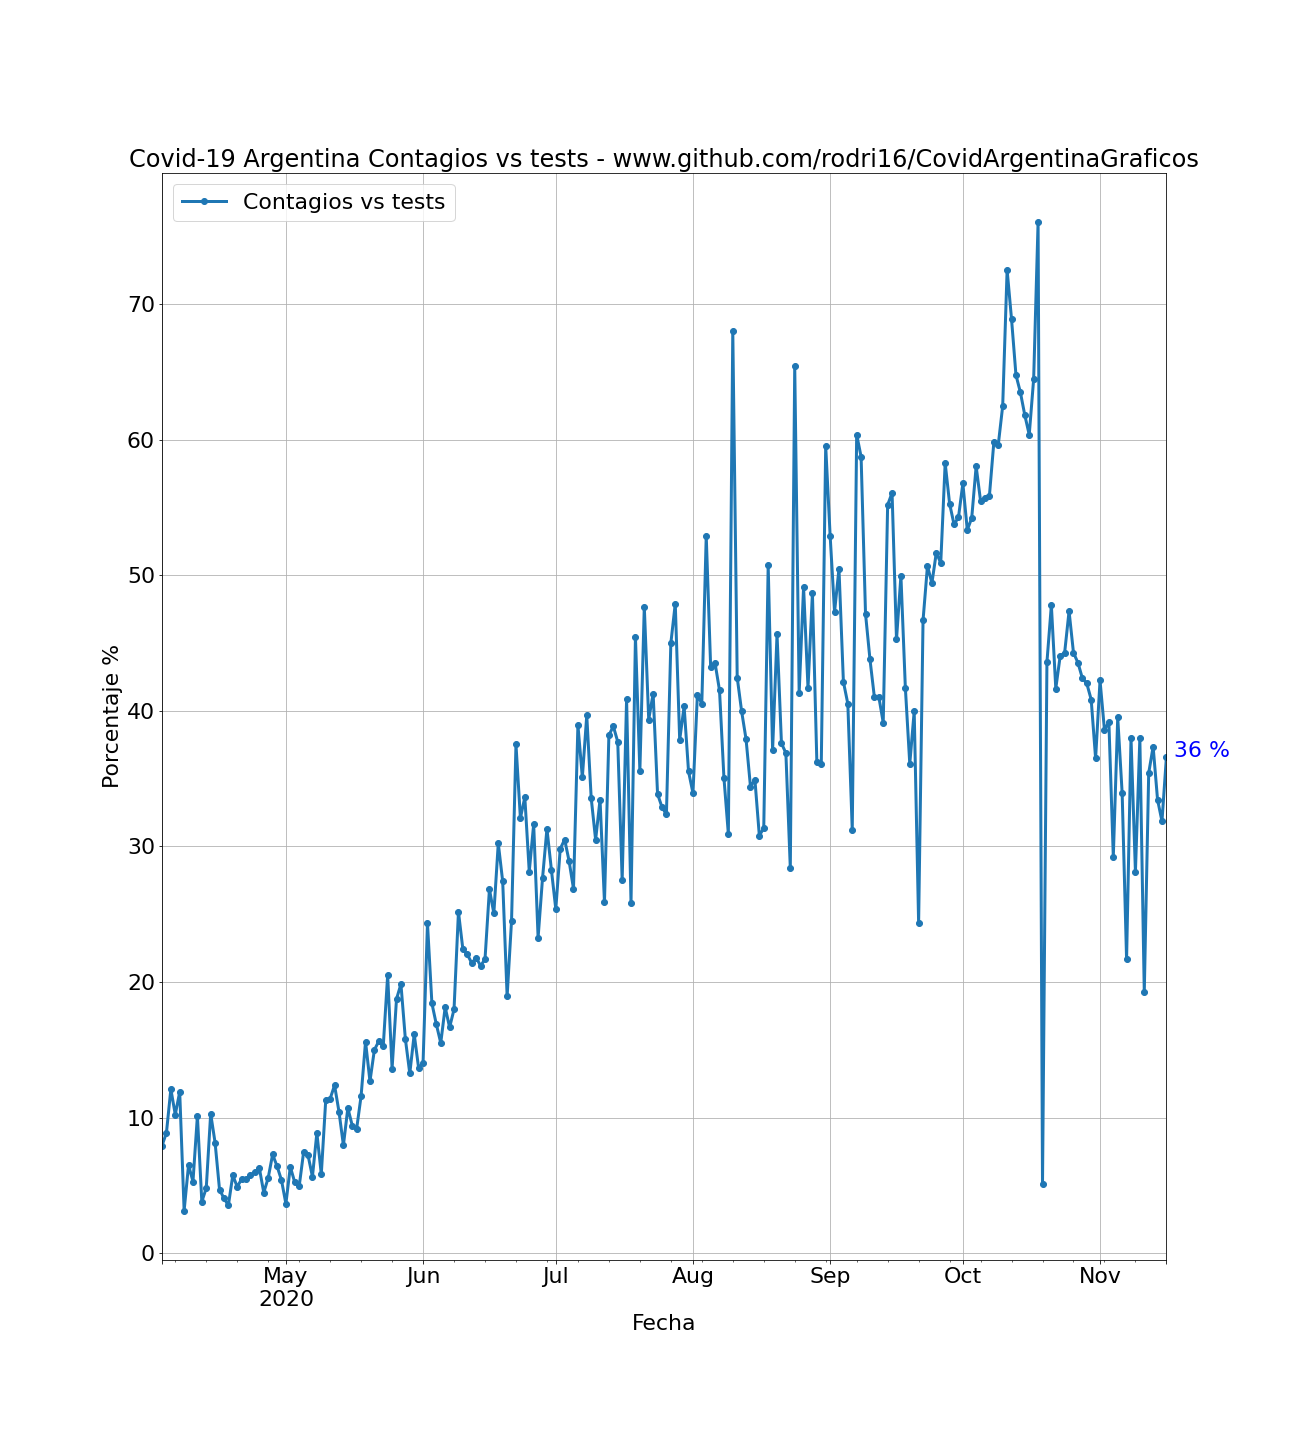 Covid-19 Argentina Contagios vs tests - www.github.com/rodri16/CovidArgentinaGraficos
Contagios vs tests
70
60
50
40
30
20
10
0
Porcentaje %
36 %
May Jun Jul Aug Sep Oct Nov
2020
Fecha